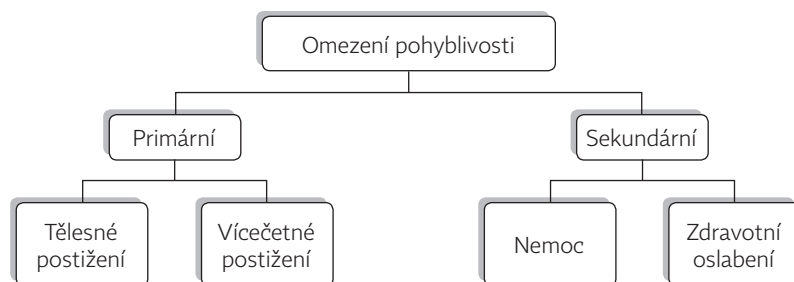 Omezení pohyblivosti
Primární
Sekundární
Tělesné
postižení
Vícečetné
postižení
Nemoc
Zdravotní
oslabení